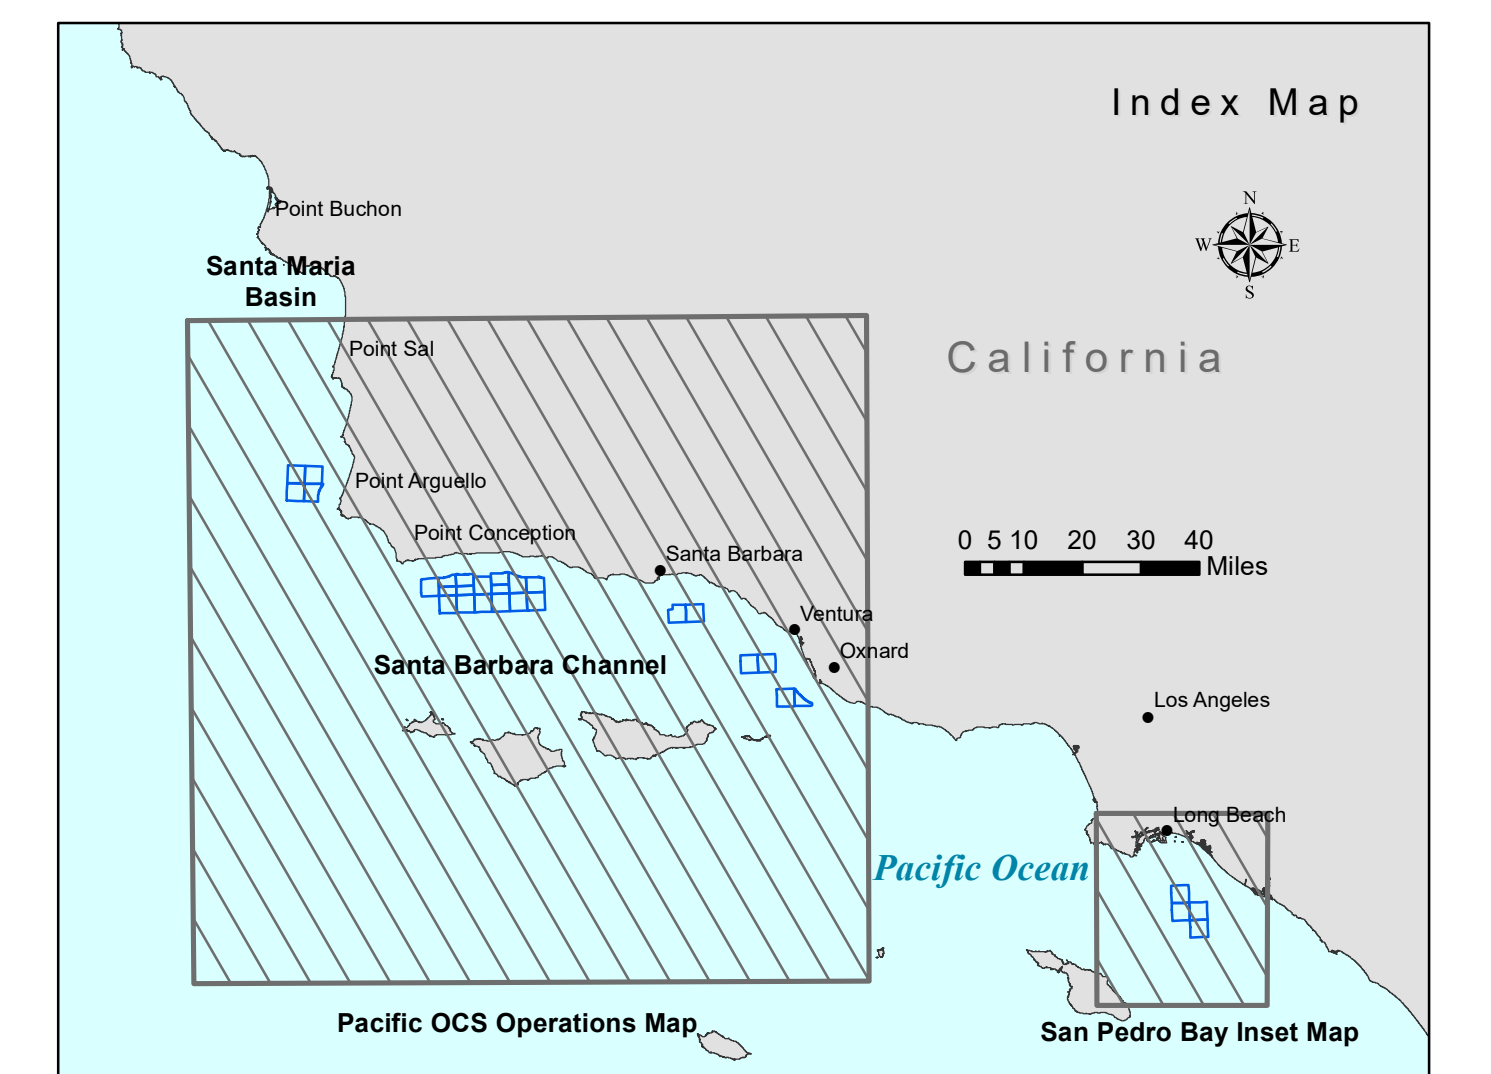 Index Map
N
W E
S
Point Buchon
Santa Maria
Basin
California
Point Sal
Point Arguello
Point Conception
Santa Barbara
0 5 10 20 30 40
Miles
Ventura
Oxnard
Santa Barbara Channel
Los Angeles
Long Beach
Pacific Ocean
Pacific OCS Operations Map
San Pedro Bay Inset Map